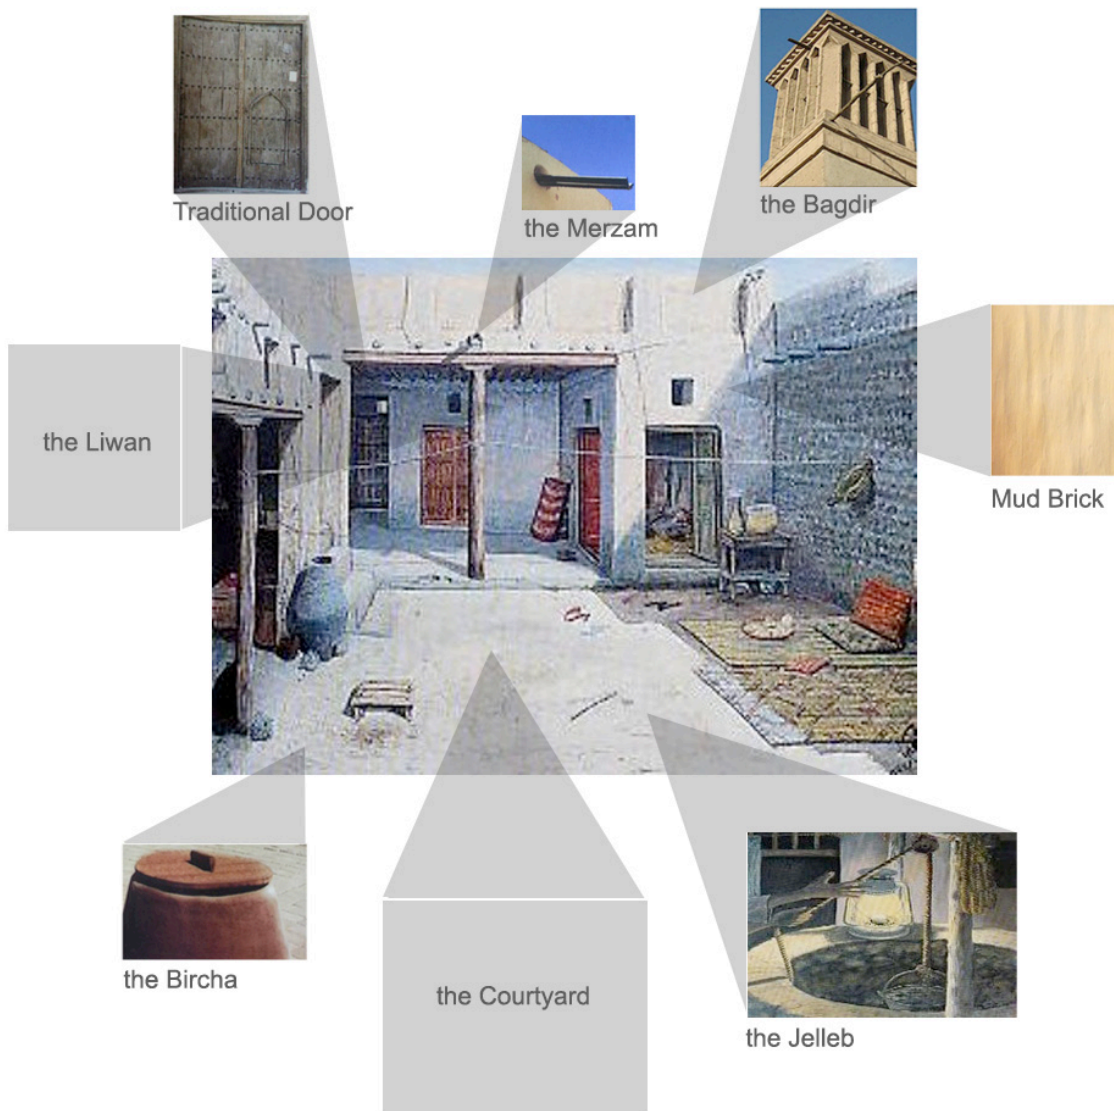 Traditional Door
the Merzam
the Bagdir
the Liwan
Mud Brick
the Bircha
the Courtyard
the Jelleb